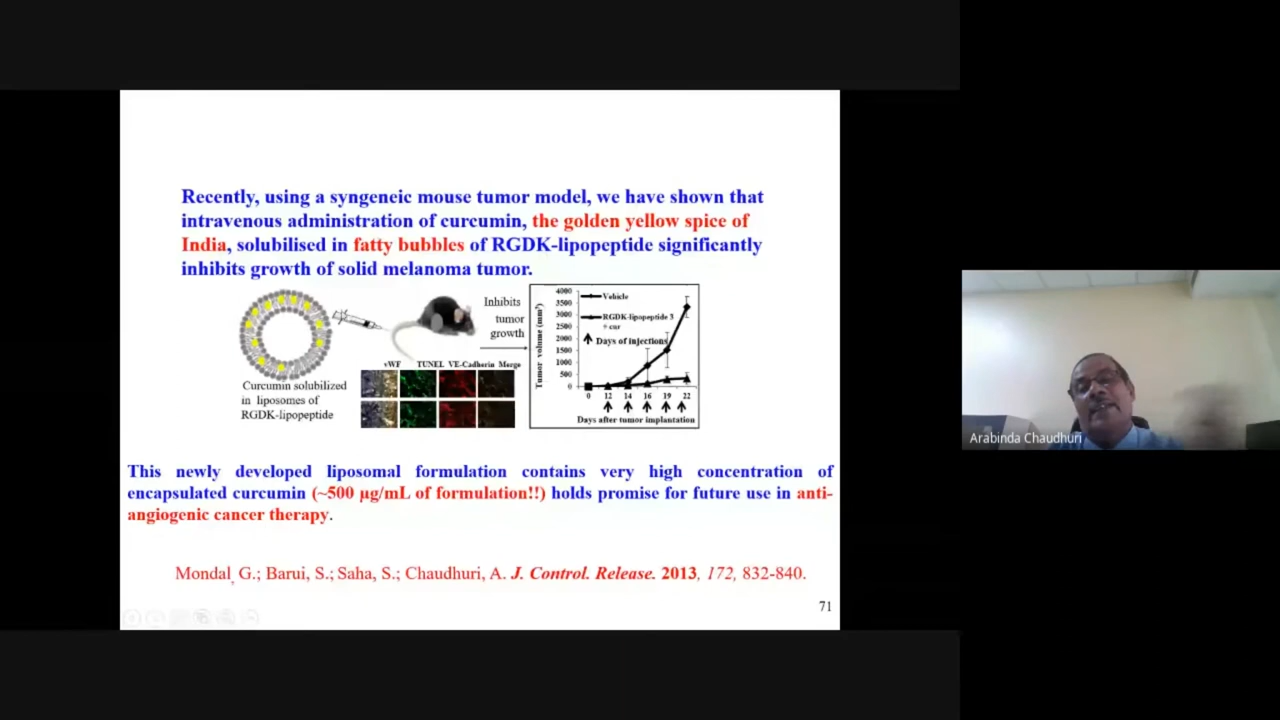 Recently, using a syngeneic mouse tumor model, we have shown that
intravenous administration of curcumin, the golden yellow spice of
India, solubilised in fatty bubbles of RGDK-lipopeptide significantly
inhibits growth of solid melanoma tumor.
Curcumin solubilized
in liposomes of
RGDK-lipopeptide
Inhibits
tumor
growth
vWF TUNEL VE-Cadherin Merge
Tumor volume (mm³)
4000
3500
3000
2500
2000
1500
1000
500
0
Vehicle
RGDK-lipopeptide 3
+ cur
Days of injections
0 12 14 16 19 22
Days after tumor implantation
This newly developed liposomal formulation contains very high concentration of
encapsulated curcumin (~500 µg/mL of formulation!!) holds promise for future use in anti-
angiogenic cancer therapy.
Mondal, G.; Barui, S.; Saha, S.; Chaudhuri, A. J. Control. Release. 2013, 172, 832-840.
71
Arabinda Chaudhuri